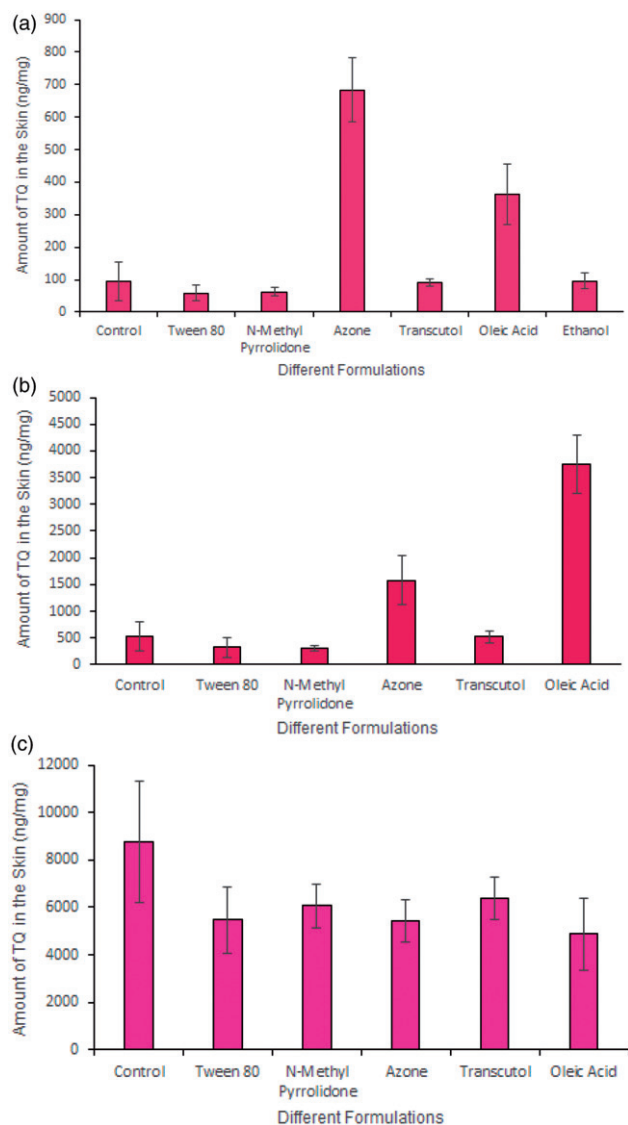 (a)
Amount of TQ in the Skin (ng/mg)
900
800
700
600
500
400
300
200
100
0
Control Tween 80 N-Methyl Azone Transcutol Oleic Acid Ethanol
Pyrrolidone
Different Formulations
(b)
Amount of TQ in the Skin (ng/mg)
5000
4500
4000
3500
3000
2500
2000
1500
1000
500
0
Control Tween 80 N-Methyl Azone Transcutol Oleic Acid
Pyrrolidone
Different Formulations
(c)
Amount of TQ in the Skin (ng/mg)
12000
10000
8000
6000
4000
2000
0
Control Tween 80 N-Methyl Azone Transcutol Oleic Acid
Pyrrolidone
Different Formulations